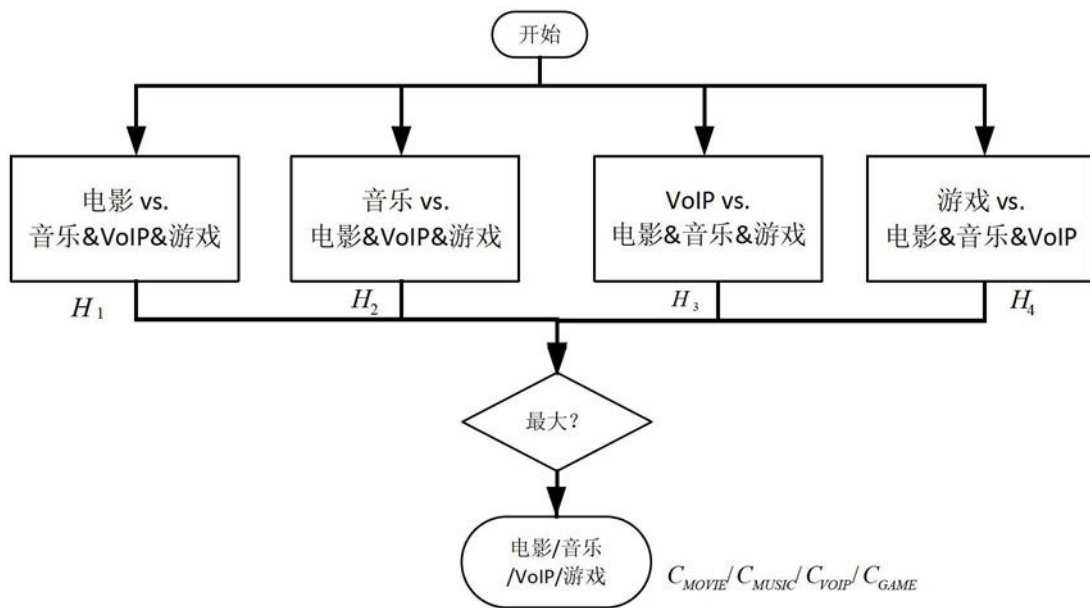 开始
电影 vs.
音乐&VoIP&游戏
音乐 vs.
电影&VoIP&游戏
VoIP vs.
电影&音乐&游戏
游戏 vs.
电影&音乐&VoIP
H1
H2
H3
H4
最大?
电影/音乐
/VoIP/游戏
CMOVIE/CMUSIC/CVOIP/CGAME